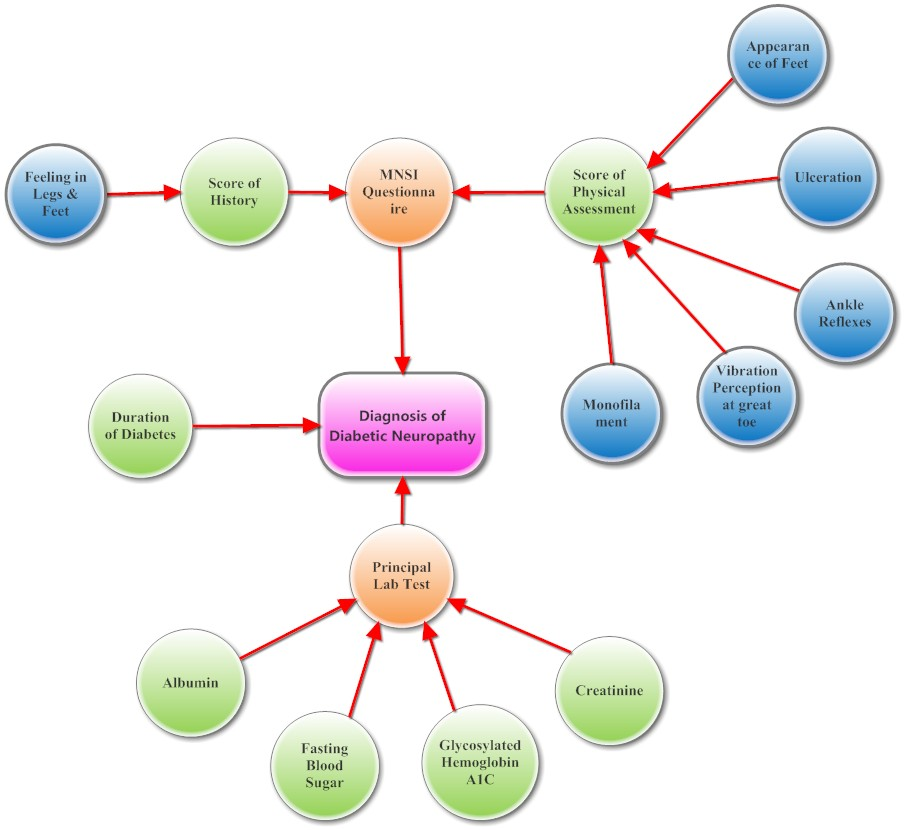 Appearan
ce of Feet
Feeling in
Legs &
Feet
Score of
History
MNSI
Questionna
ire
Score of
Physical
Assessment
Ulceration
Ankle
Reflexes
Vibration
Perception
at great
toe
Monofila
ment
Duration
of Diabetes
Diagnosis of
Diabetic Neuropathy
Principal
Lab Test
Albumin
Fasting
Blood
Sugar
Glycosylated
Hemoglobin
A1C
Creatinine